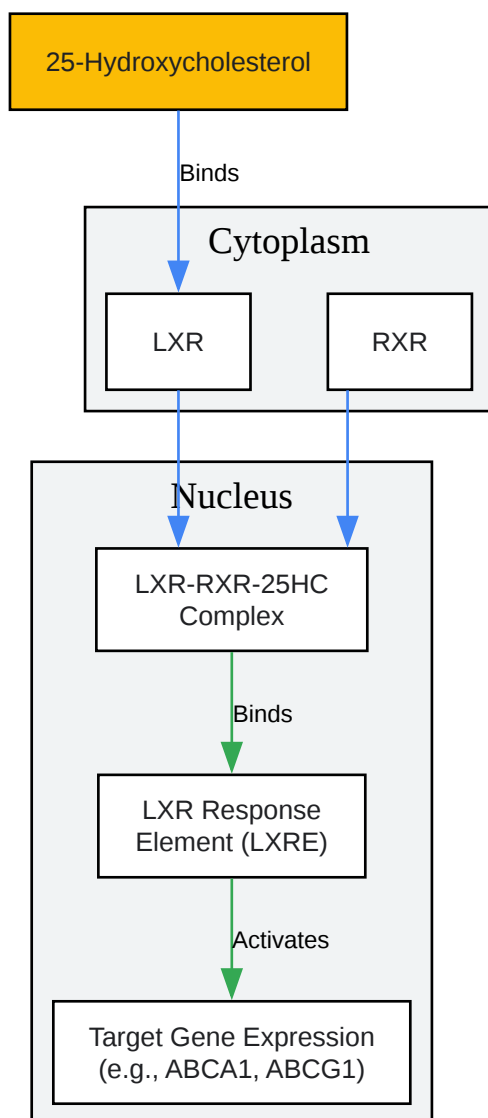 25-Hydroxycholesterol
Binds
Cytoplasm
LXR
RXR
Nucleus
LXR-RXR-25HC
Complex
Binds
LXR Response
Element (LXRE)
Activates
Target Gene Expression
(e.g., ABCA1, ABCG1)